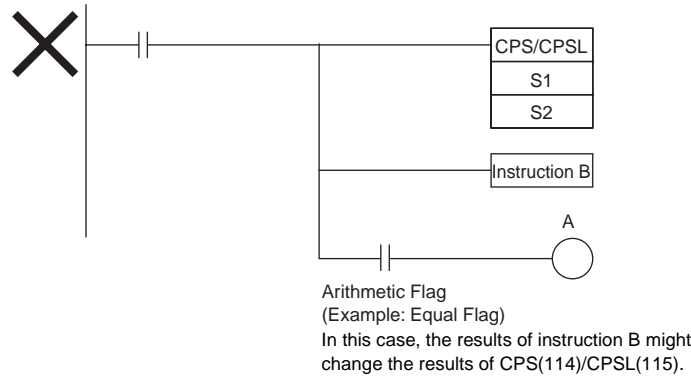 CPS/CPSL
S1
S2
Instruction B
A
Arithmetic Flag
(Example: Equal Flag)
In this case, the results of instruction B might
change the results of CPS(114)/CPSL(115).